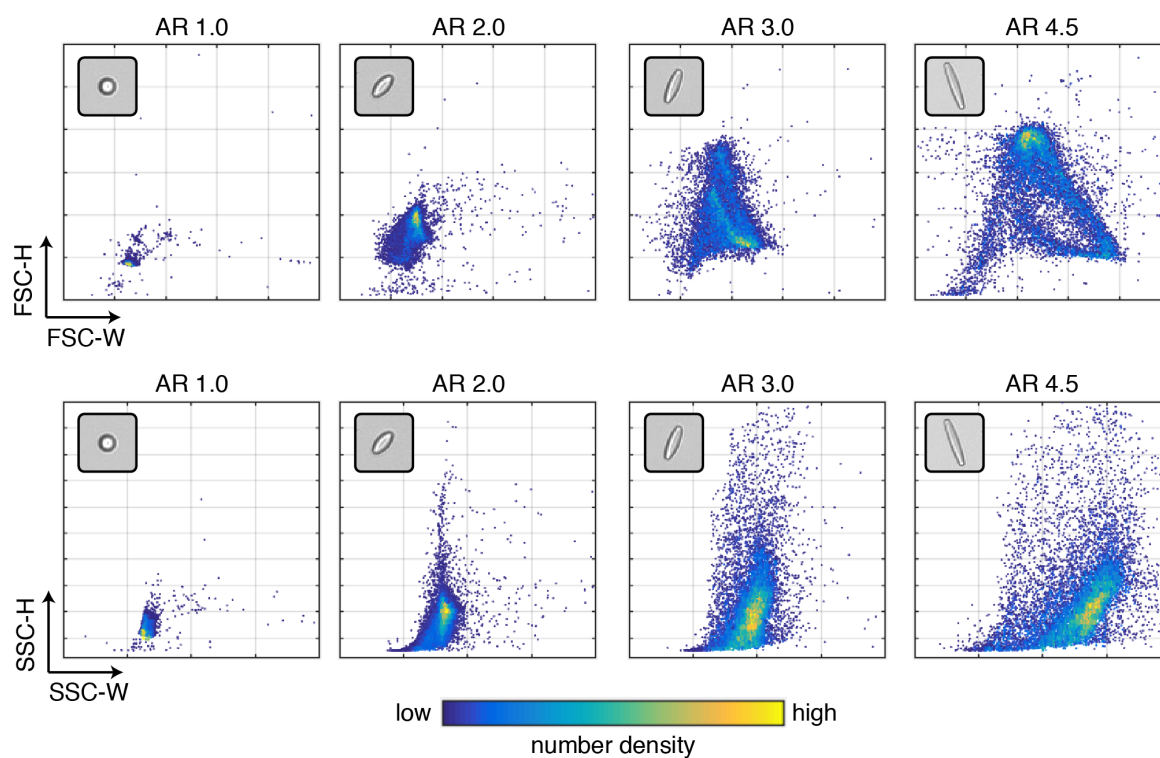 AR 1.0 AR 2.0 AR 3.0 AR 4.5
FSC-H
FSC-W
AR 1.0 AR 2.0 AR 3.0 AR 4.5
SSC-H
SSC-W
low high
number density